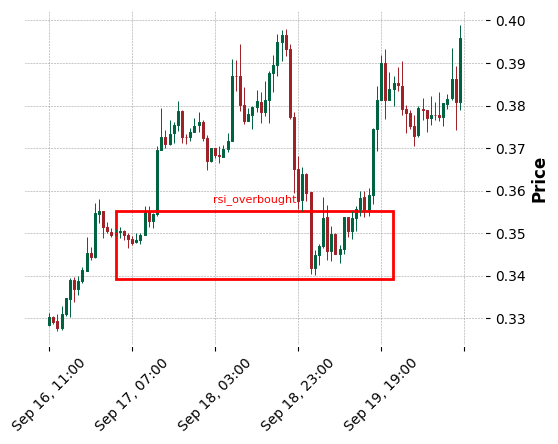 0.40
0.39
0.38
0.37
rsi_overbought
0.36
0.35
0.34
0.33
Price
Sep 16, 11:00
Sep 17, 07:00
Sep 18, 03:00
Sep 18, 23:00
Sep 19, 19:00